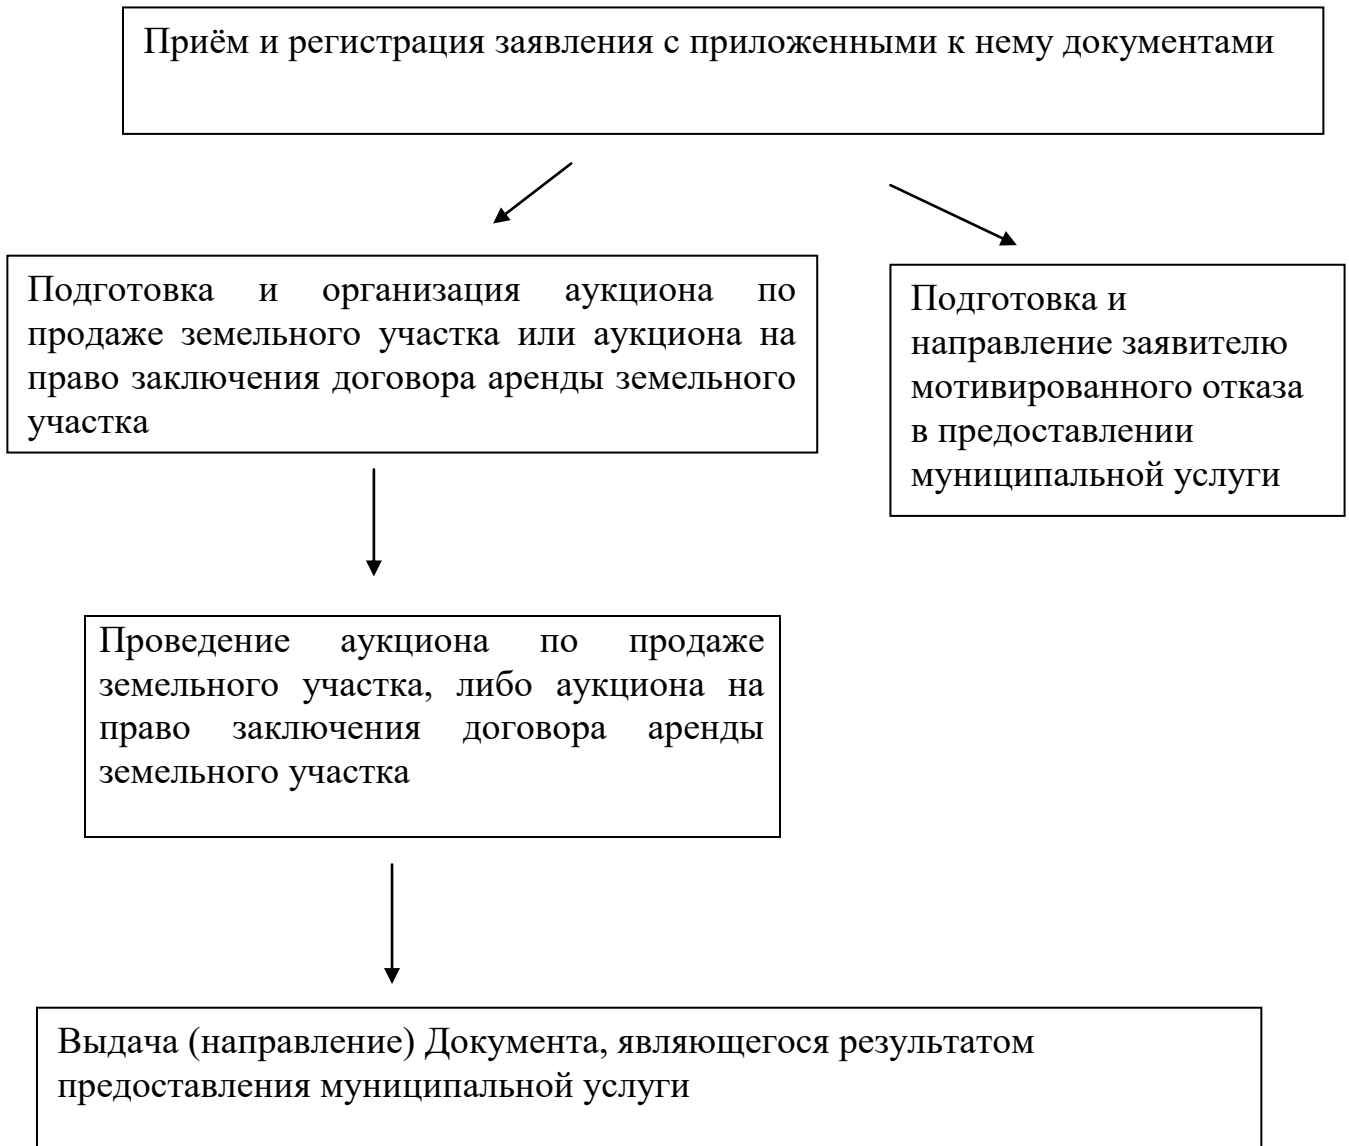 Приём и регистрация заявления с приложенными к нему документами
Подготовка и организация аукциона по
продаже земельного участка или аукциона на
право заключения договора аренды земельного
участка
Подготовка и
направление заявителю
мотивированного отказа
в предоставлении
муниципальной услуги
Проведение аукциона по продаже
земельного участка, либо аукциона на
право заключения договора аренды
земельного участка
Выдача (направление) Документа, являющегося результатом
предоставления муниципальной услуги